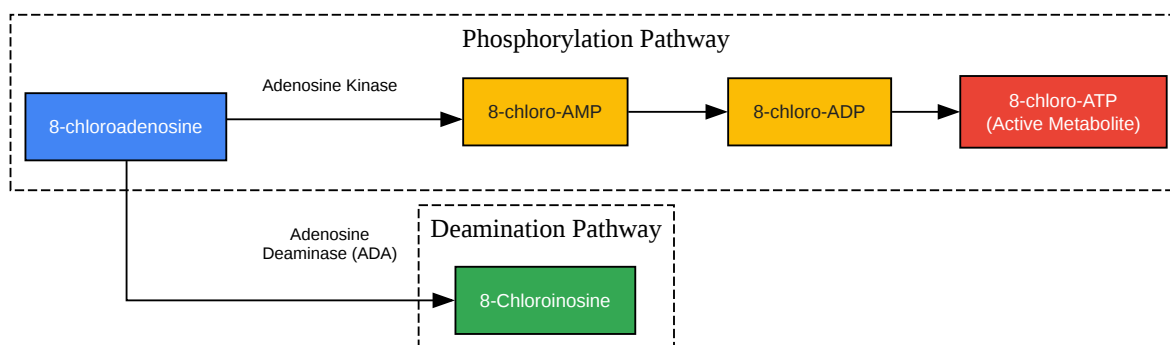 Phosphorylation Pathway
Adenosine Kinase
8-chloroadenosine
8-chloro-AMP
8-chloro-ADP
8-chloro-ATP
(Active Metabolite)
Deamination Pathway
Adenosine
Deaminase (ADA)
8-Chloroinosine